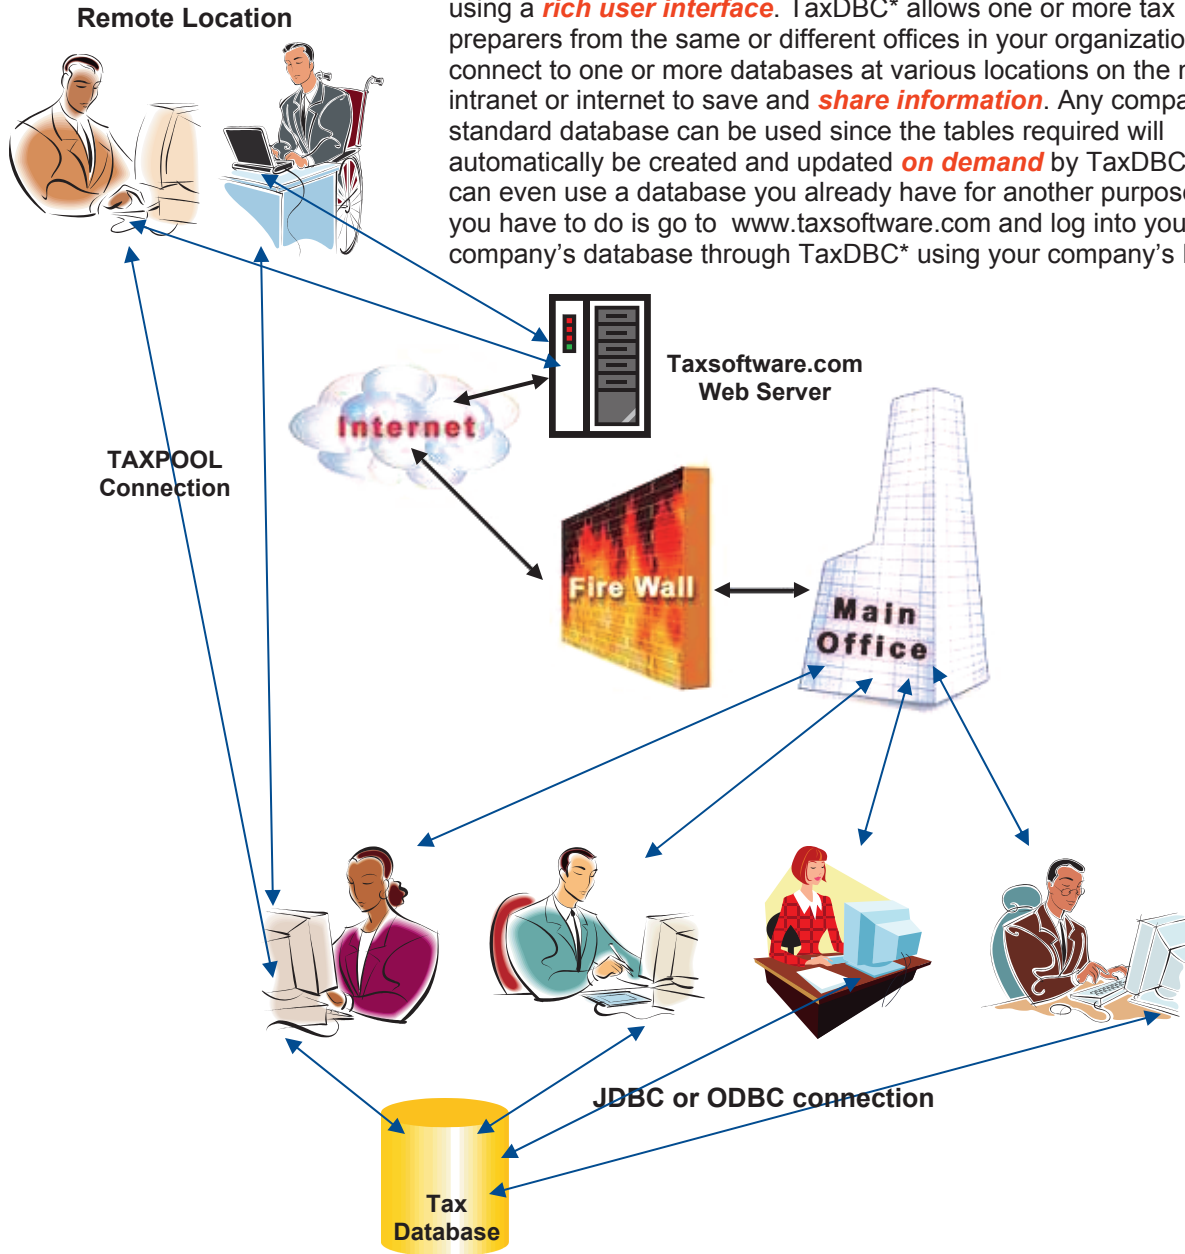 Remote Location
using a rich user interface. TaxDBC* allows one or more tax
preparers from the same or different offices in your
connect to one or more databases at various locations on the
intranet or internet to save and share information. Any
standard database can be used since the tables required will
automatically be created and updated on demand by TaxDBC
can even use a database you already have for another purpose
you have to do is go to www.taxsoftware.com and log into
company's database through TaxDBC* using your company's
Taxsoftware.com
Web Server
Internet
TAXPOOL
Connection
Fire Wall
Main
Office
JDBC or ODBC connection
Tax
Database